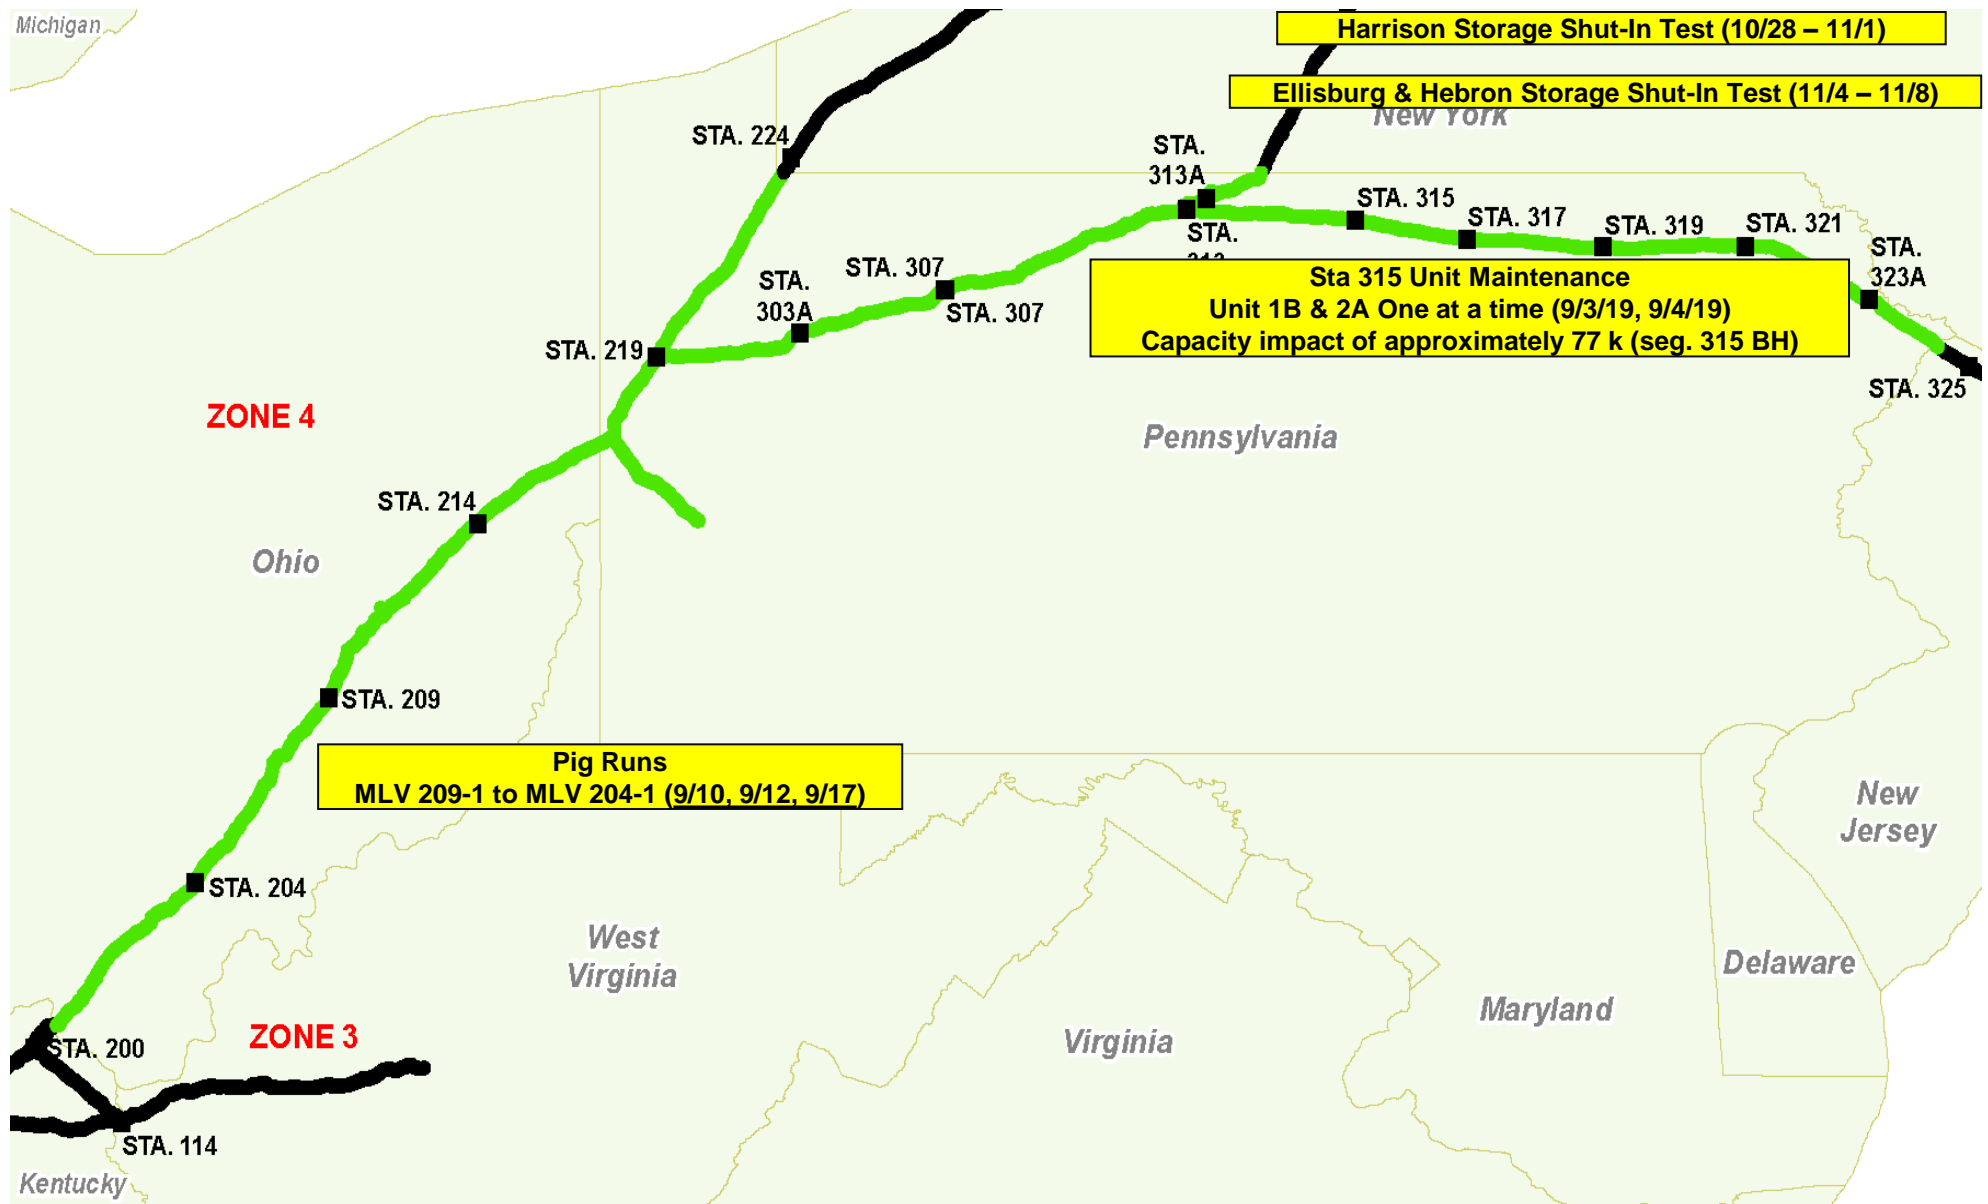 Michigan
Harrison Storage Shut-In Test (10/28 – 11/1)
Ellisburg & Hebron Storage Shut-In Test (11/4 – 11/8)
New York
STA. 224
STA.
313A
STA. 315
STA. 317
STA. 319
STA. 321
STA.
323A
STA.
STA. 307
STA.
303A
STA. 307
Sta 315 Unit Maintenance
Unit 1B & 2A One at a time (9/3/19, 9/4/19)
Capacity impact of approximately 77 k (seg. 315 BH)
STA. 219
STA. 325
ZONE 4
Pennsylvania
STA. 214
Ohio
STA. 209
Pig Runs
MLV 209-1 to MLV 204-1 (9/10, 9/12, 9/17)
New
Jersey
STA. 204
West
Virginia
Delaware
Maryland
ZONE 3
Virginia
STA. 200
STA. 114
Kentucky